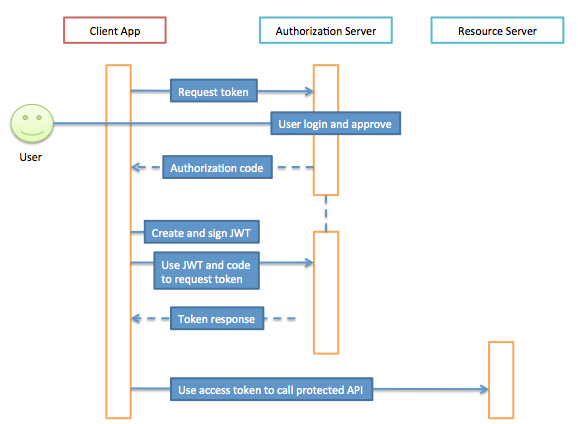 Client App
Authorization Server
Resource Server
Request token
User login and approve
User
Authorization code
Create and sign JWT
Use JWT and code
to request token
Token response
Use access token to call protected API